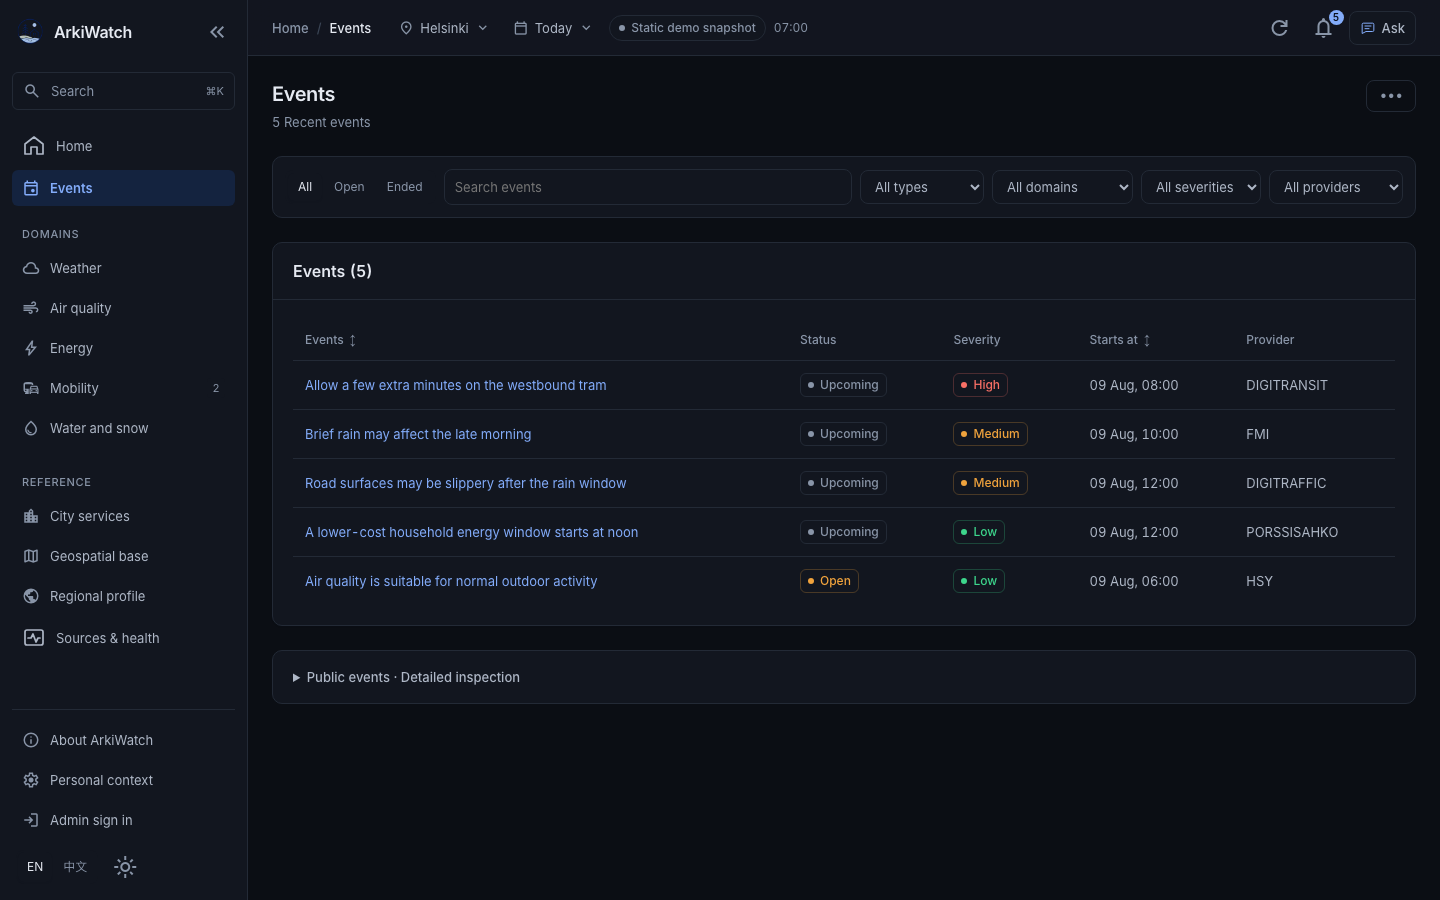 ArkiWatch
Search ⌘K
Home
Events
DOMAINS
Weather
Air quality
Energy
Mobility 2
Water and snow
REFERENCE
City services
Geospatial base
Regional profile
Sources & health
About ArkiWatch
Personal context
Admin sign in
EN 中文
Home / Events Helsinki Today Static demo snapshot 07:00 5 Ask
Events
5 Recent events
All Open Ended Search events All types All domains All severities All providers
Events (5)
Events Status Severity Starts at Provider
Allow a few extra minutes on the westbound tram Upcoming High 09 Aug, 08:00 DIGITRANSIT
Brief rain may affect the late morning Upcoming Medium 09 Aug, 10:00 FMI
Road surfaces may be slippery after the rain window Upcoming Medium 09 Aug, 12:00 DIGITRAFFIC
A lower-cost household energy window starts at noon Upcoming Low 09 Aug, 12:00 PORSSISAHKO
Air quality is suitable for normal outdoor activity Open Low 09 Aug, 06:00 HSY
Public events · Detailed inspection